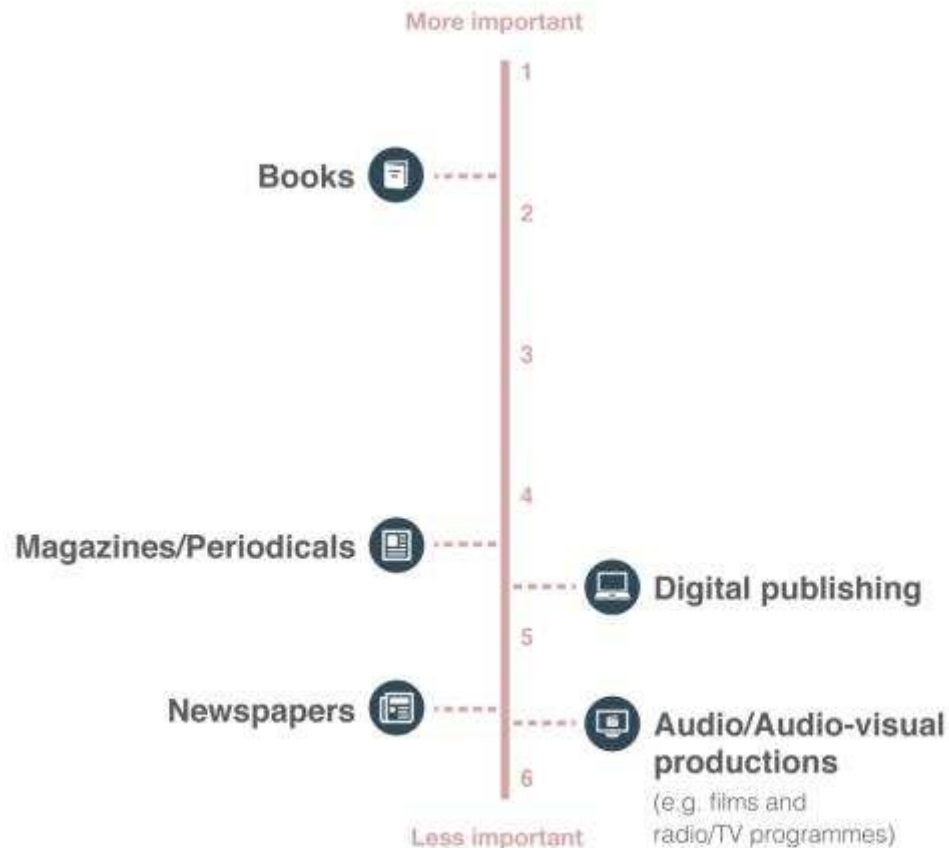 More important
1
Books
2
3
4
Magazines/Periodicals
Digital publishing
5
Newspapers
Audio/Audio-visual
productions
(e.g. films and
radio/TV programmes)
6
Less important